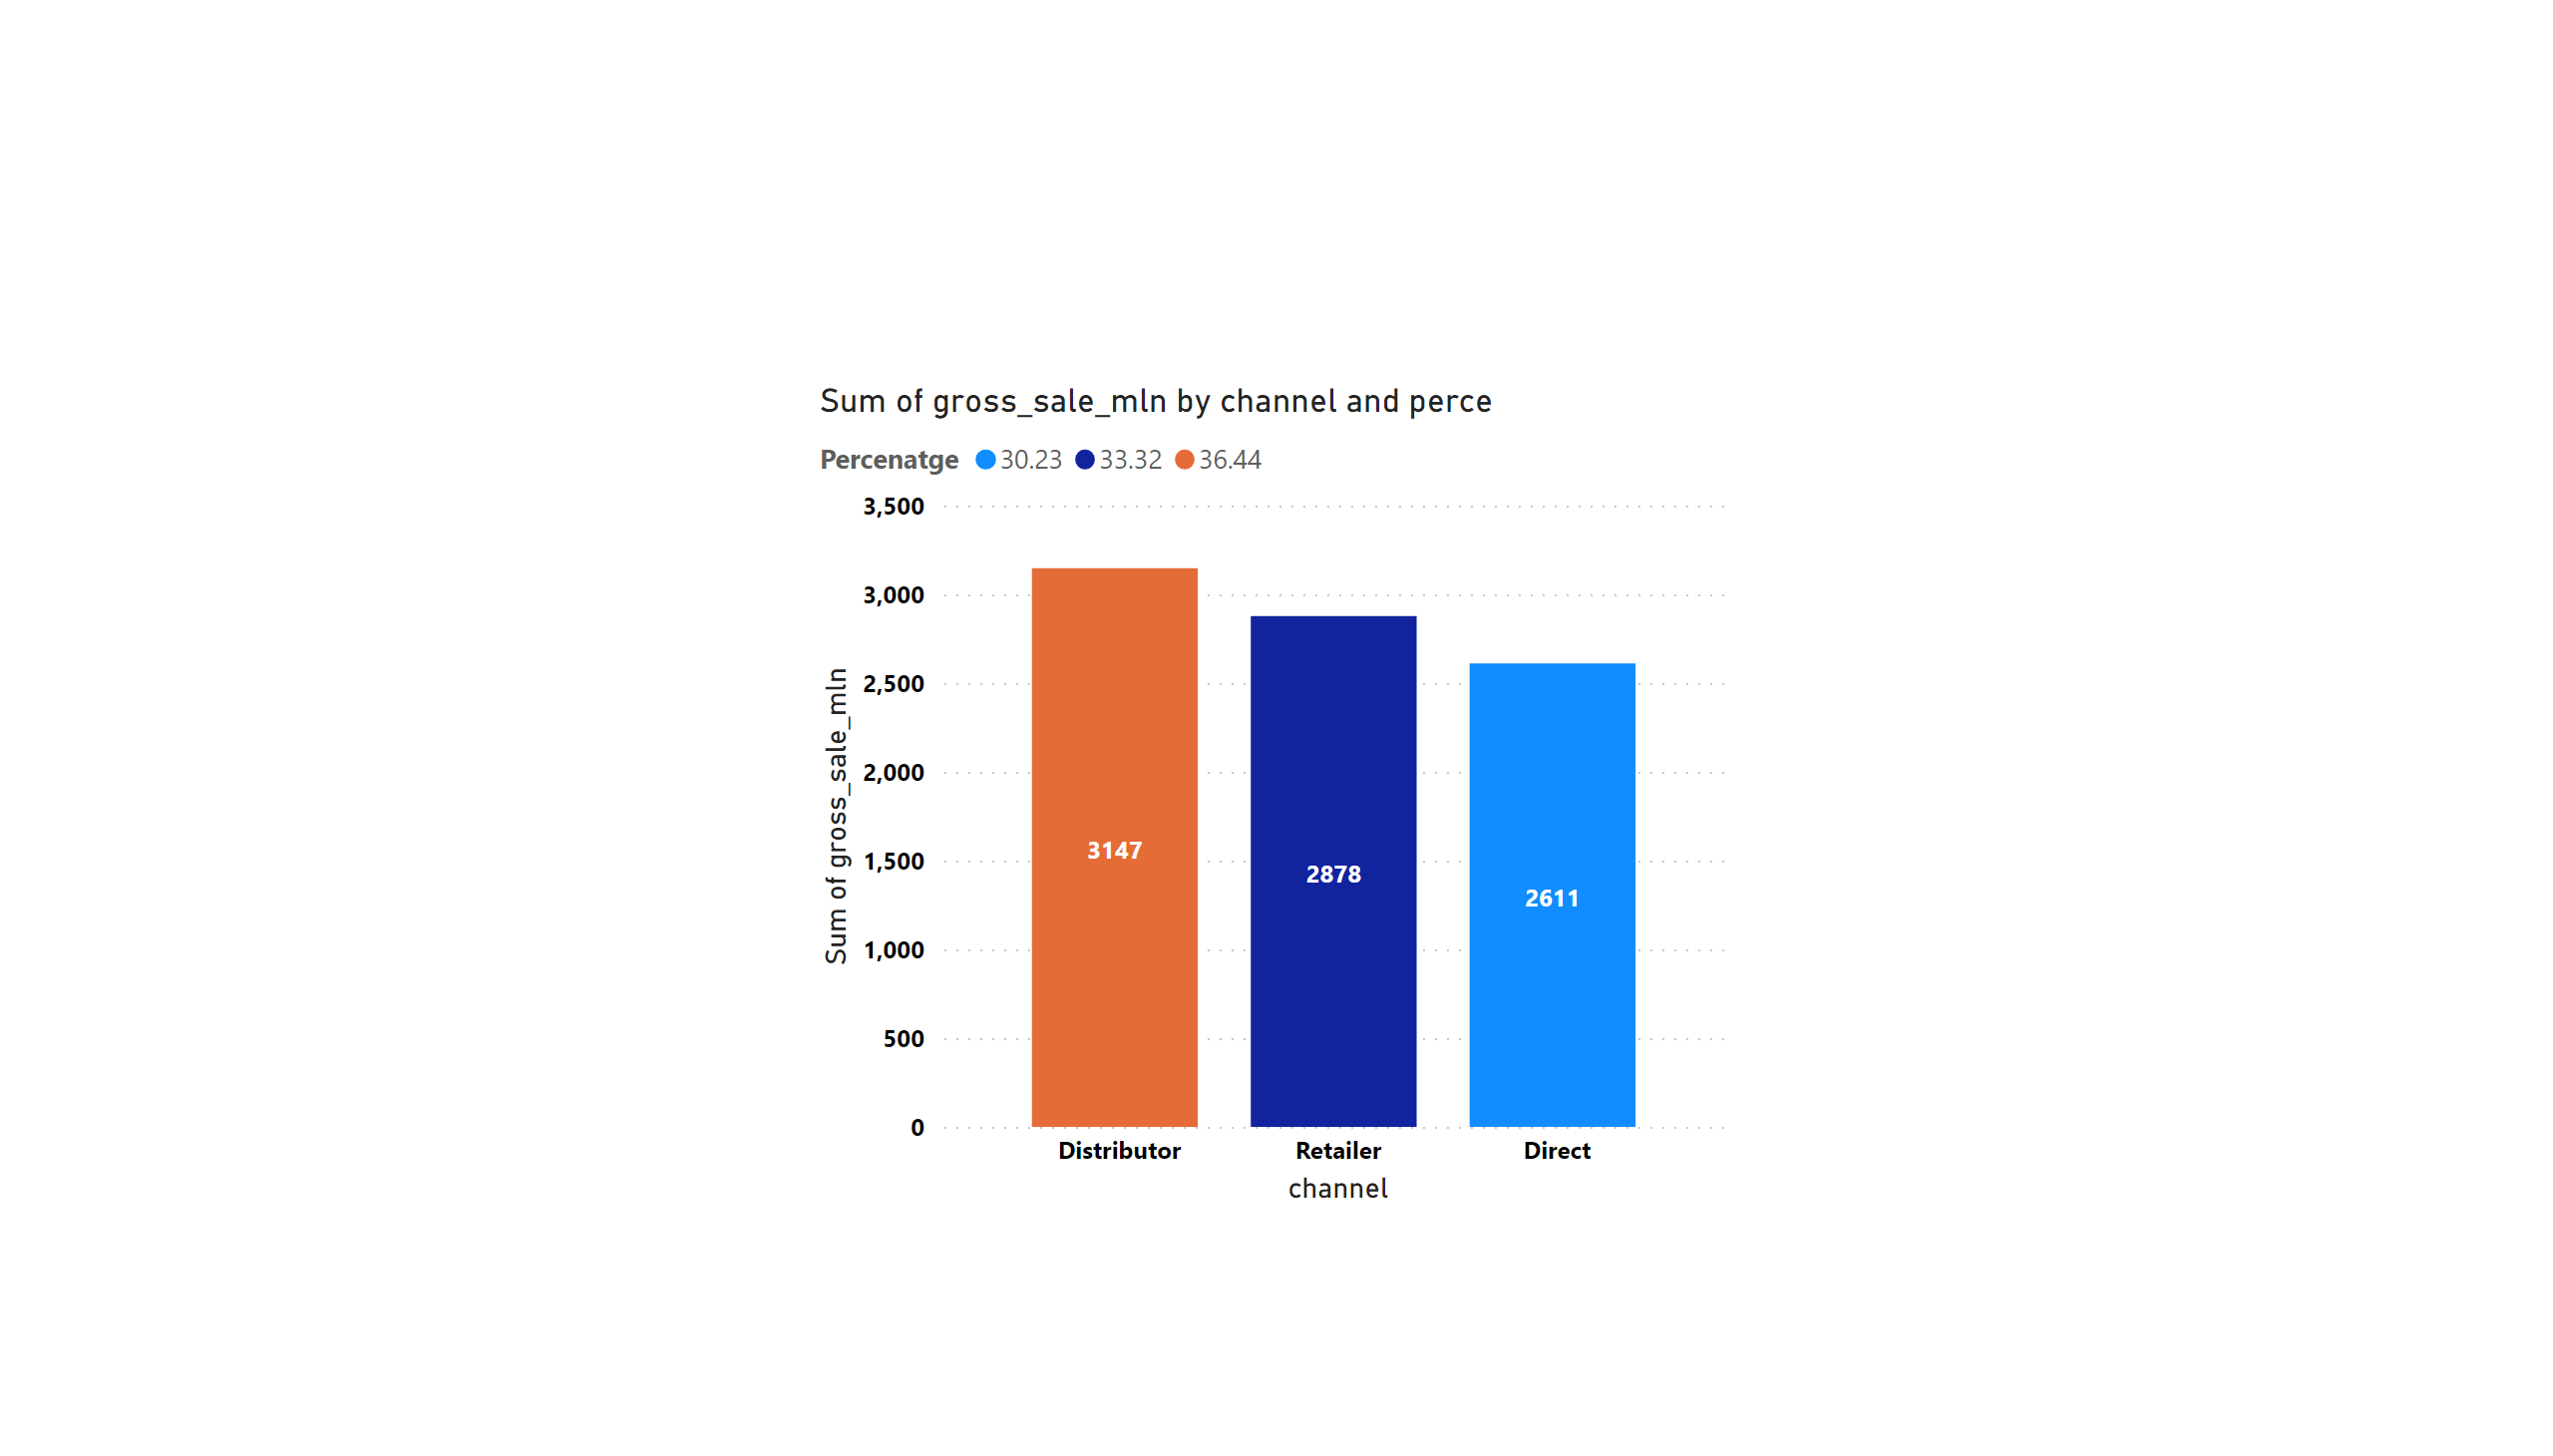 Sum of gross_sale_mln by channel and perce
Percenatge 30.23 33.32 36.44
3,500
3,000
2,500
2,000
1,500
1,000
500
0
Sum of gross_sale_mln
3147
2878
2611
Distributor Retailer Direct
channel